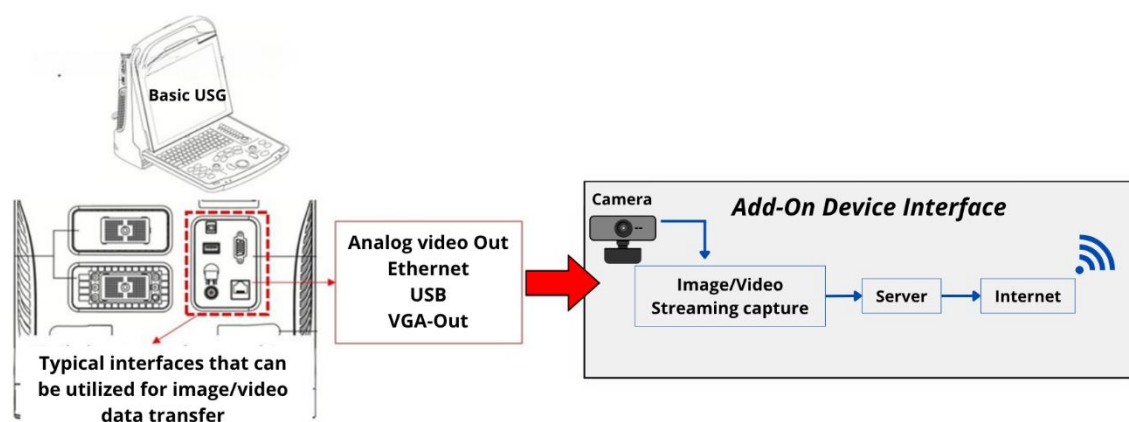 Basic USG
Typical interfaces that can
be utilized for image/video
data transfer
Analog video Out
Ethernet
USB
VGA-Out
Camera
Add-On Device Interface
Image/Video
Streaming capture
Server
Internet